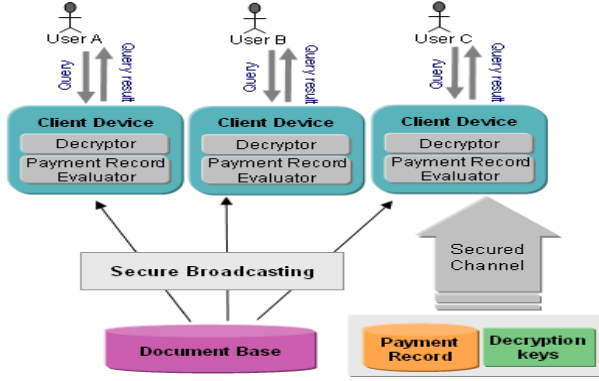 User A
User B
User C
Query
Query result
Query
Query result
Query
Query result
Client Device
Decryptor
Payment Record
Evaluator
Client Device
Decryptor
Payment Record
Evaluator
Client Device
Decryptor
Payment Record
Evaluator
Secure Broadcasting
Secured
Channel
Document Base
Payment
Record
Decryption
keys